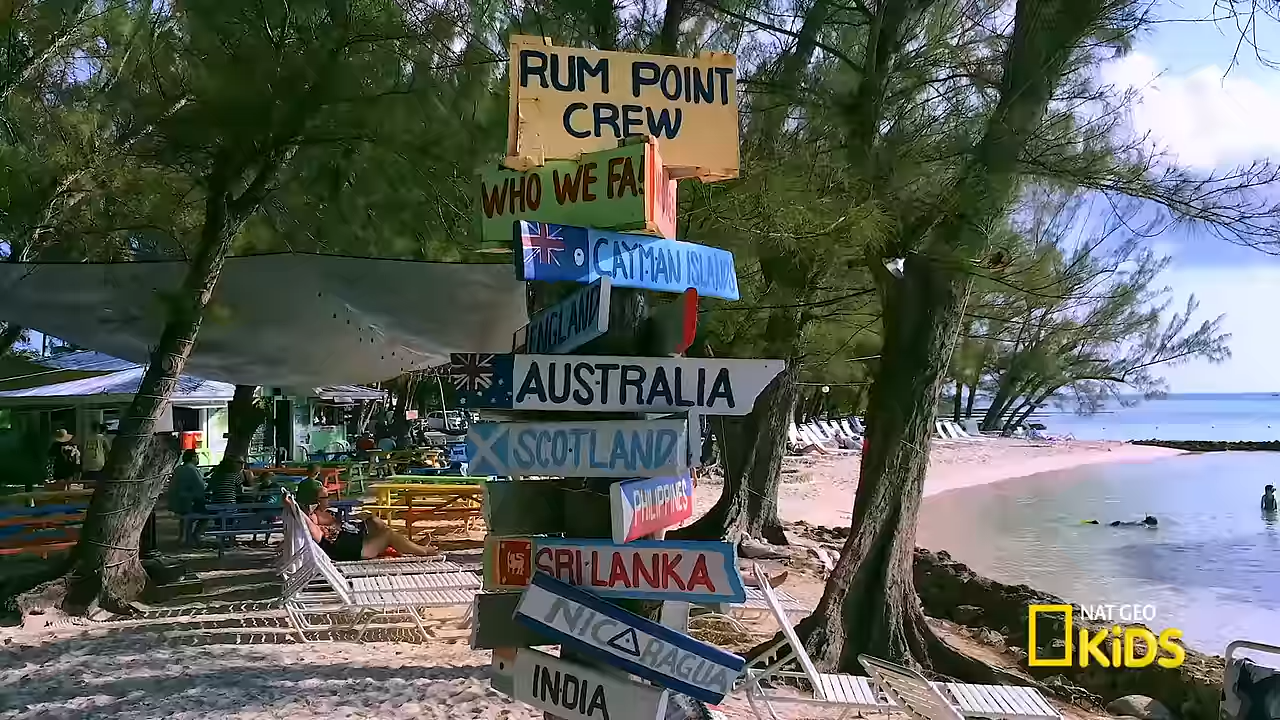 RUM POINT
CREW
WHO WE FA!
CAYMAN ISLANDS
ENGLAND
AUSTRALIA
SCOTLAND
PHILIPPINES
SRI LANKA
NICARAGUA
INDIA
NAT GEO
KiDS